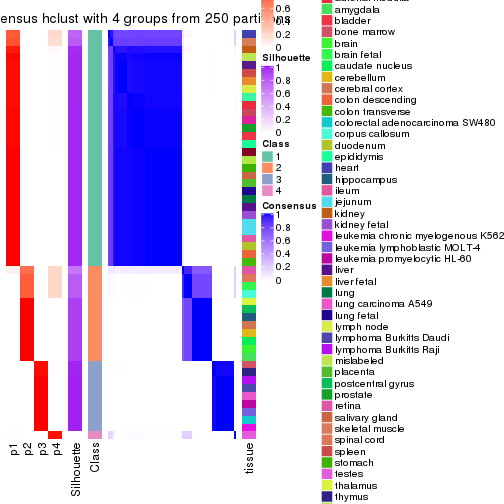 ensus hclust with 4 groups from 250 partitions
0.6
Silhouette
1
0.8
0.6
0.4
0.2
0
Class
1
2
3
4
Consensus
1
0.8
0.6
0.4
0.2
0
amygdala
bladder
bone marrow
brain
brain fetal
caudate nucleus
cerebellum
cerebral cortex
colon descending
colon transverse
colorectal adenocarcinoma SW480
corpus callosum
duodenum
epididymis
heart
hippocampus
ileum
jejunum
kidney
kidney fetal
leukemia chronic myelogenous K562
leukemia lymphoblastic MOLT-4
leukemia promyelocytic HL-60
liver
liver fetal
lung
lung carcinoma A549
lung fetal
lymph node
lymphoma Burkitts Daudi
lymphoma Burkitts Raji
mislabeled
placenta
postcentral gyrus
prostate
retina
salivary gland
skeletal muscle
spinal cord
spleen
stomach
testes
thalamus
thymus
p1
p2
p3
p4
Silhouette
Class
tissue